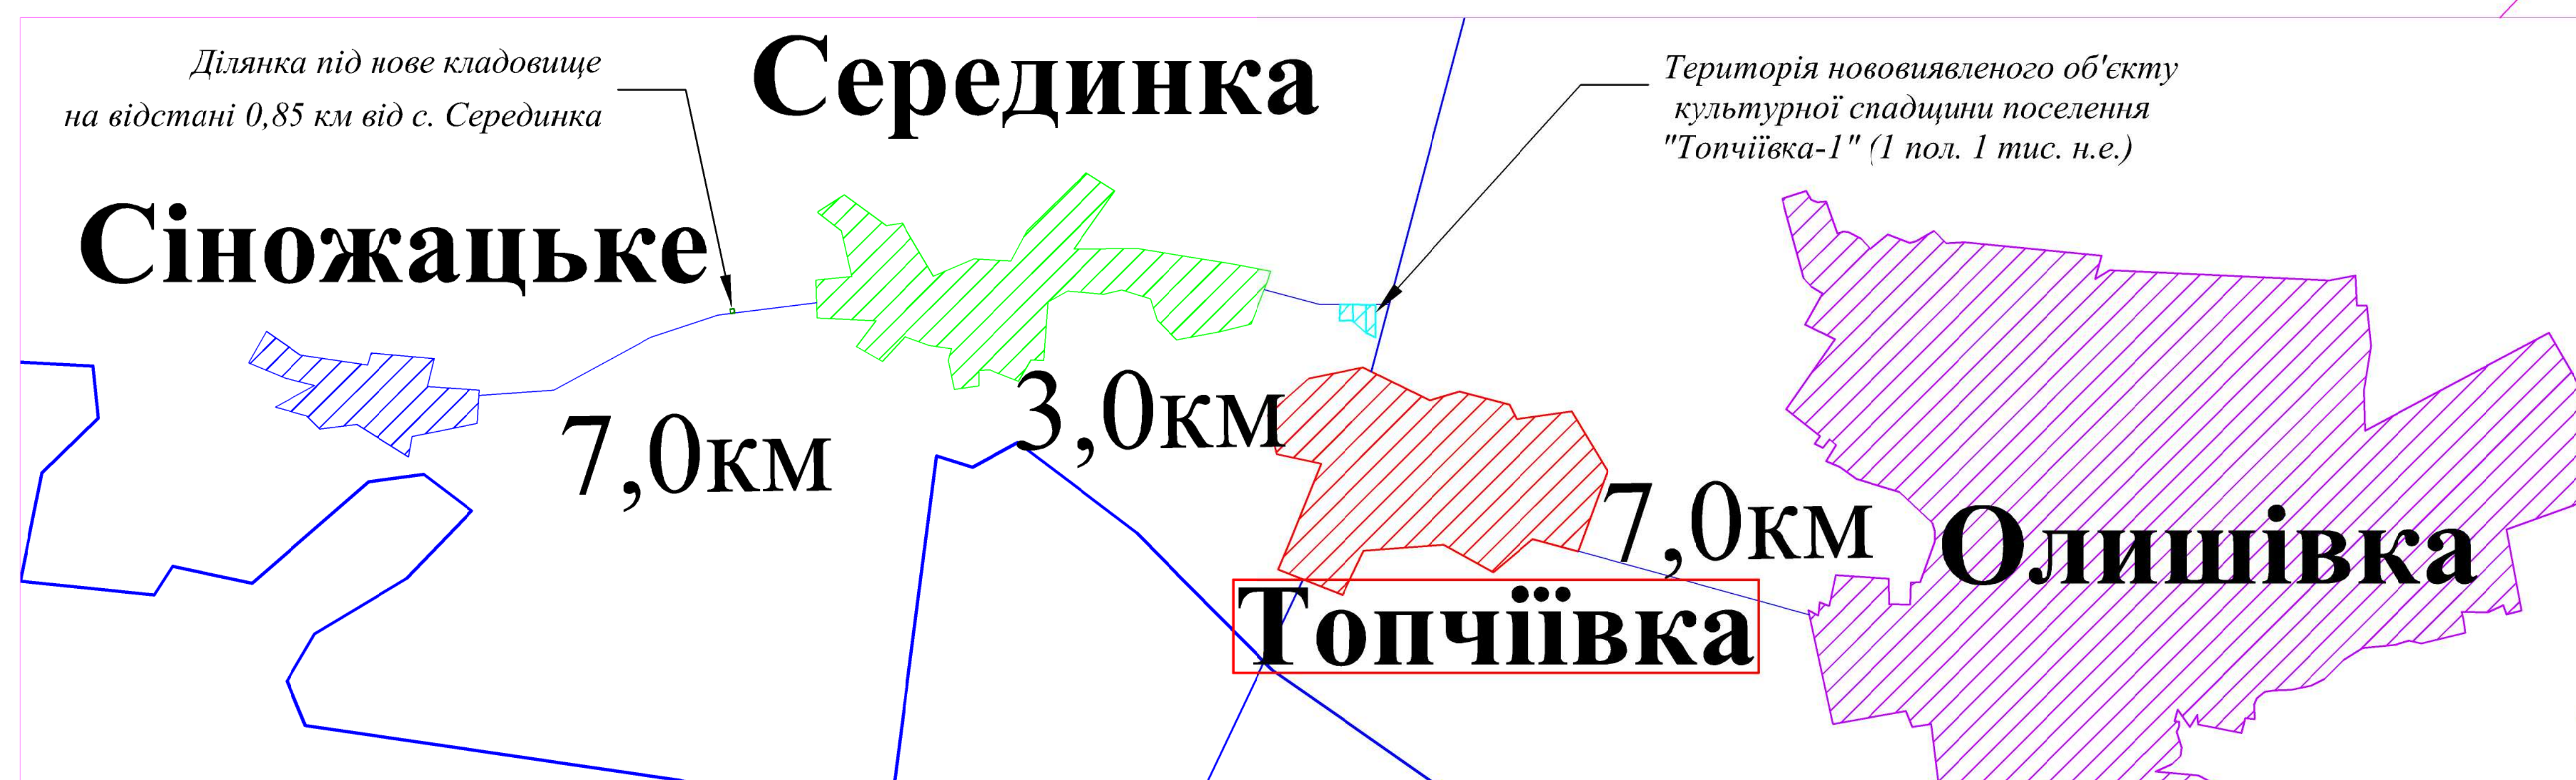 Ділянка під нове кладовище
на відстані 0,85 км від с. Серединка
Серединка
Територія нововиявленого об'єкту
культурної спадщини поселення
"Топчіївка-1" (1 пол. 1 тис. н.е.)
Сіножацьке
7,0км
3,0км
7,0км
Олишівка
Топчіївка